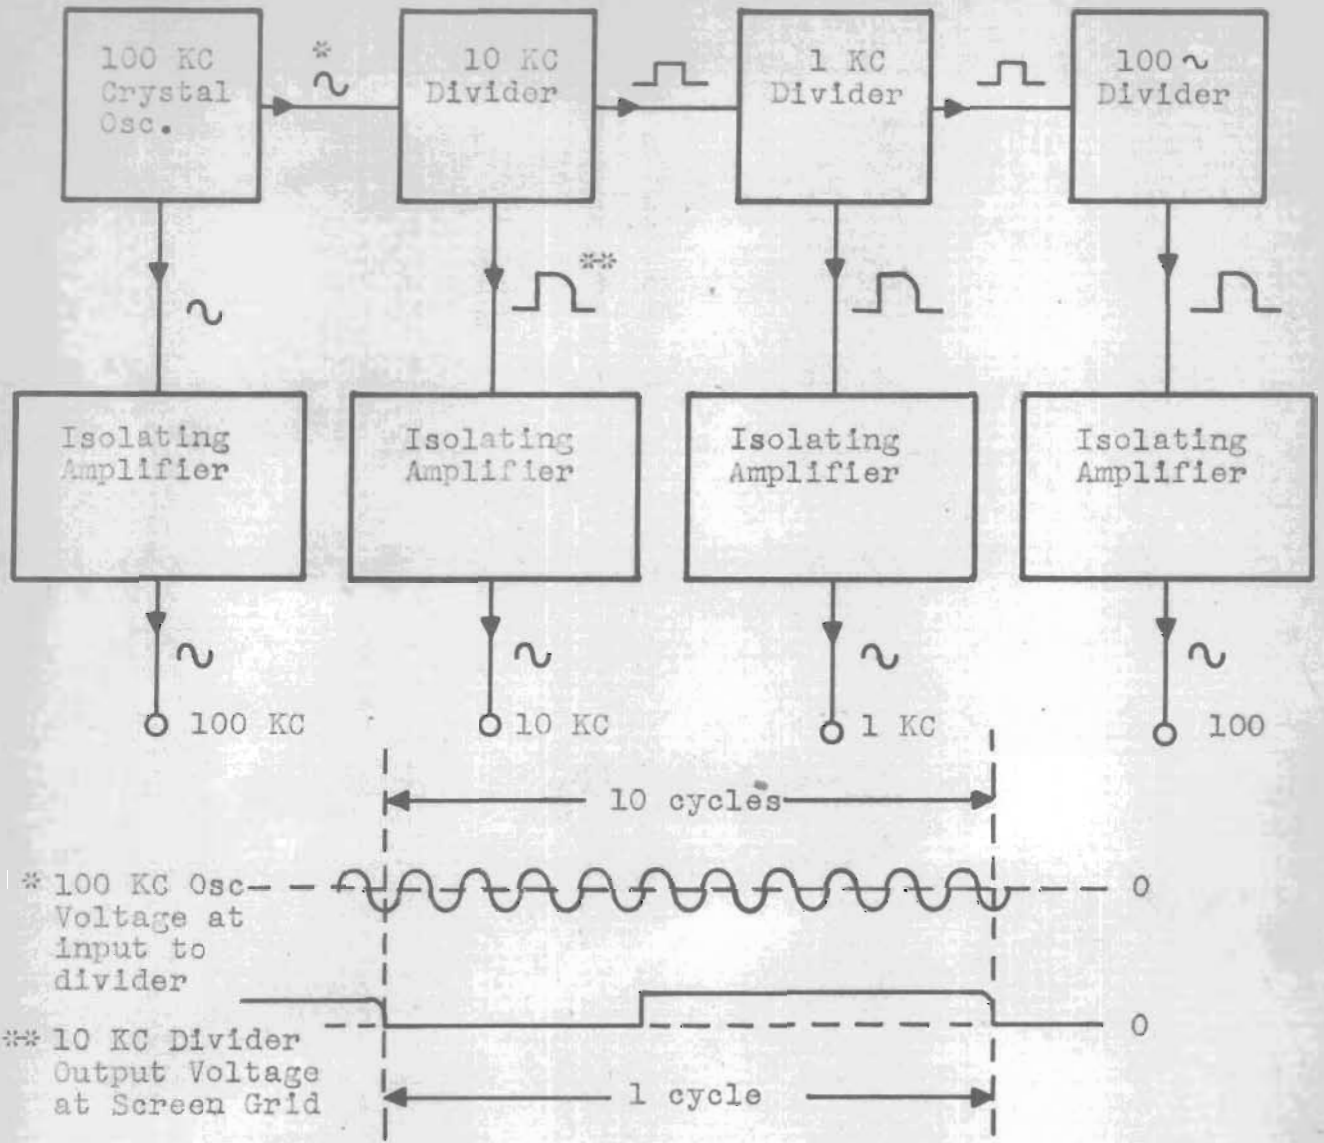 100 KC
Crystal
Osc.
*
10 KC
Divider
1 KC
Divider
100 ~
Divider
**
Isolating
Amplifier
Isolating
Amplifier
Isolating
Amplifier
Isolating
Amplifier
100 KC
10 KC
1 KC
100
10 cycles
* 100 KC Osc
Voltage at
input to
divider
0
** 10 KC Divider
Output Voltage
at Screen Grid
0
1 cycle